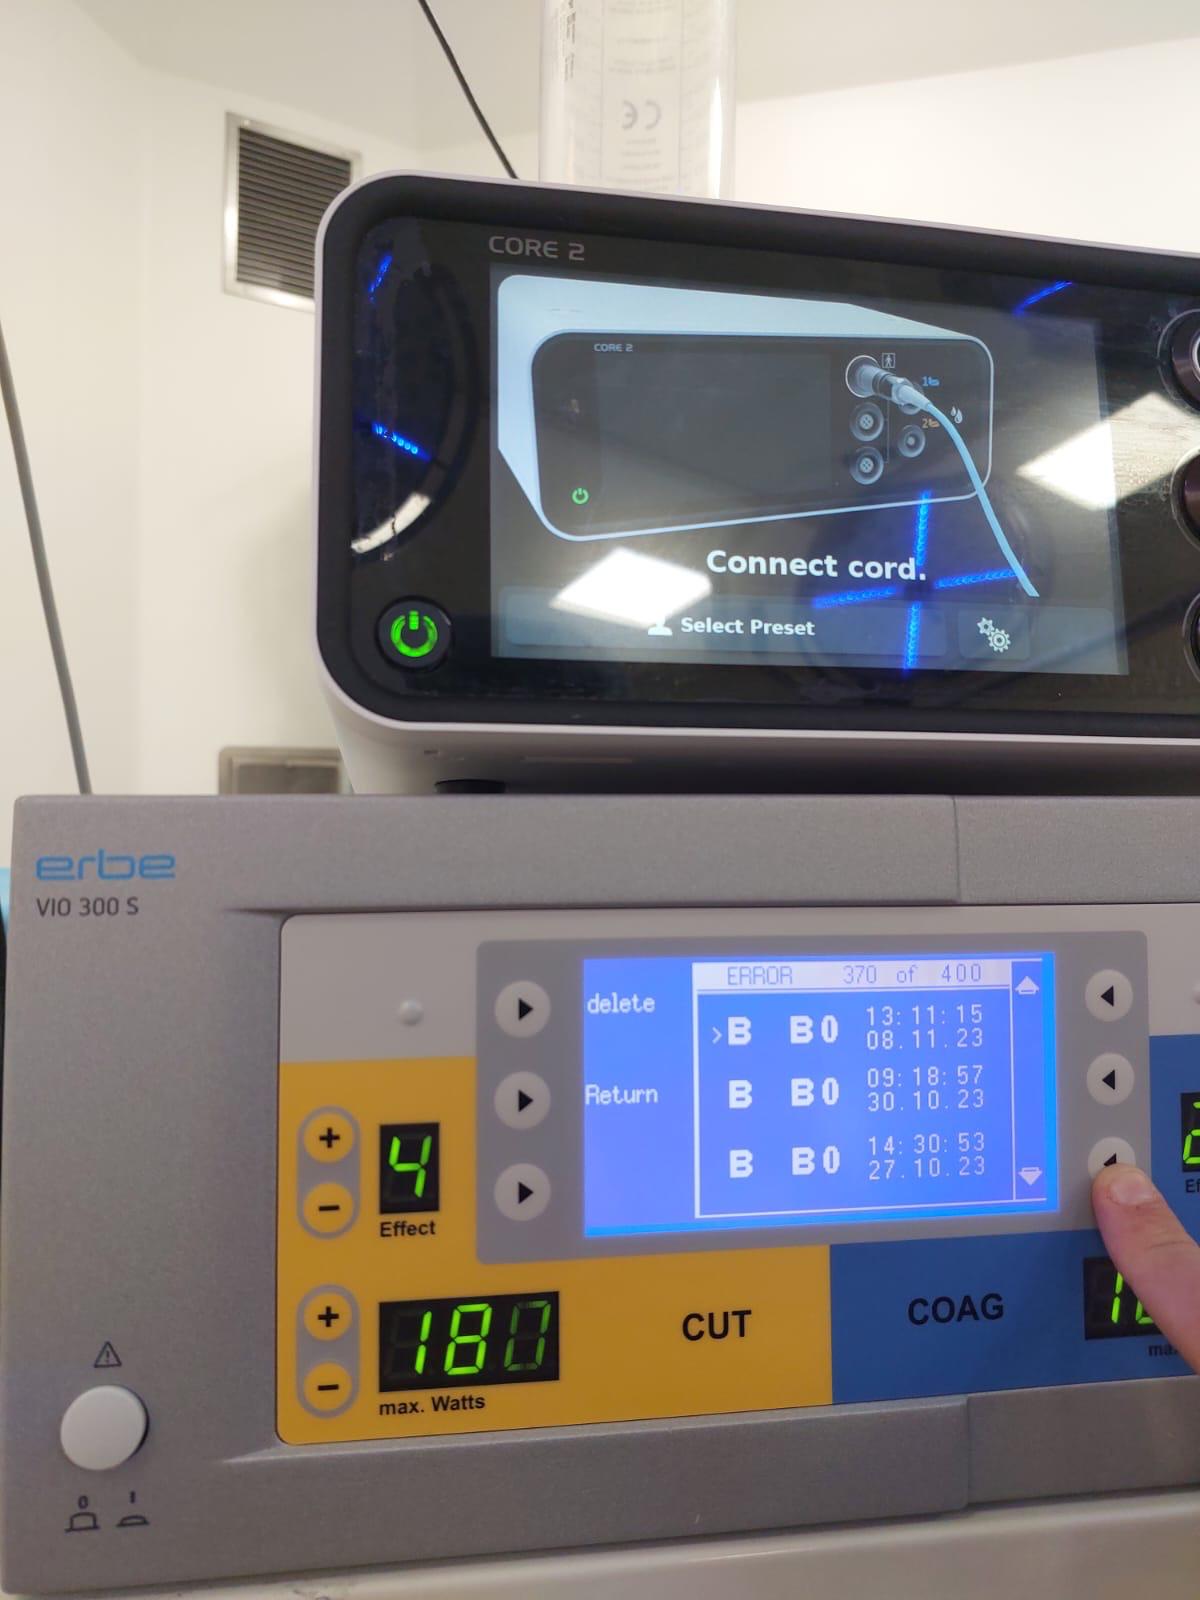 CORE 2
CORE 2
Connect cord.
Select Preset
erbe
VIO 300 S
ERROR 370 of 400
delete
>B B0 13:11:15
08.11.23
Return
B B0 09:18:57
30.10.23
B B0 14:30:53
27.10.23
+
4
−
Effect
+
180
−
max. Watts
CUT
COAG
0 I